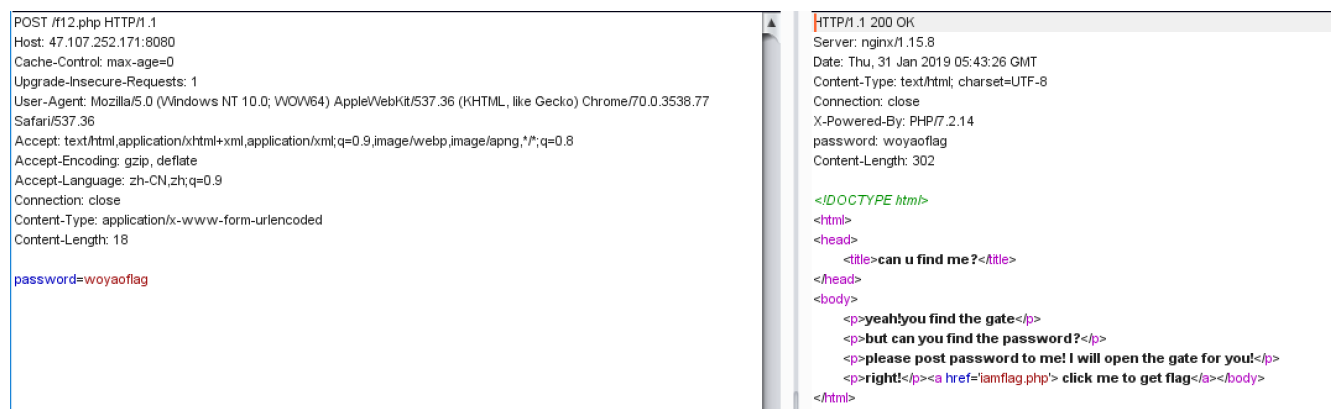 POST /f12.php HTTP/1.1
Host: 47.107.252.171:8080
Cache-Control: max-age=0
Upgrade-Insecure-Requests: 1
User-Agent: Mozilla/5.0 (Windows NT 10.0; WOW64) AppleWebKit/537.36 (KHTML, like Gecko) Chrome/70.0.3538.77
Safari/537.36
Accept: text/html,application/xhtml+xml,application/xml;q=0.9,image/webp,image/apng,*/*;q=0.8
Accept-Encoding: gzip, deflate
Accept-Language: zh-CN,zh;q=0.9
Connection: close
Content-Type: application/x-www-form-urlencoded
Content-Length: 18

password=woyaoflag

HTTP/1.1 200 OK
Server: nginx/1.15.8
Date: Thu, 31 Jan 2019 05:43:26 GMT
Content-Type: text/html; charset=UTF-8
Connection: close
X-Powered-By: PHP/7.2.14
password: woyaoflag
Content-Length: 302

<!DOCTYPE html>
<html>
<head>
<title>can u find me?</title>
</head>
<body>
<p>yeah!you find the gate</p>
<p>but can you find the password?</p>
<p>please post password to me! I will open the gate for you!</p>
<p>right!</p><a href='iamflag.php'> click me to get flag</a></body>
</html>